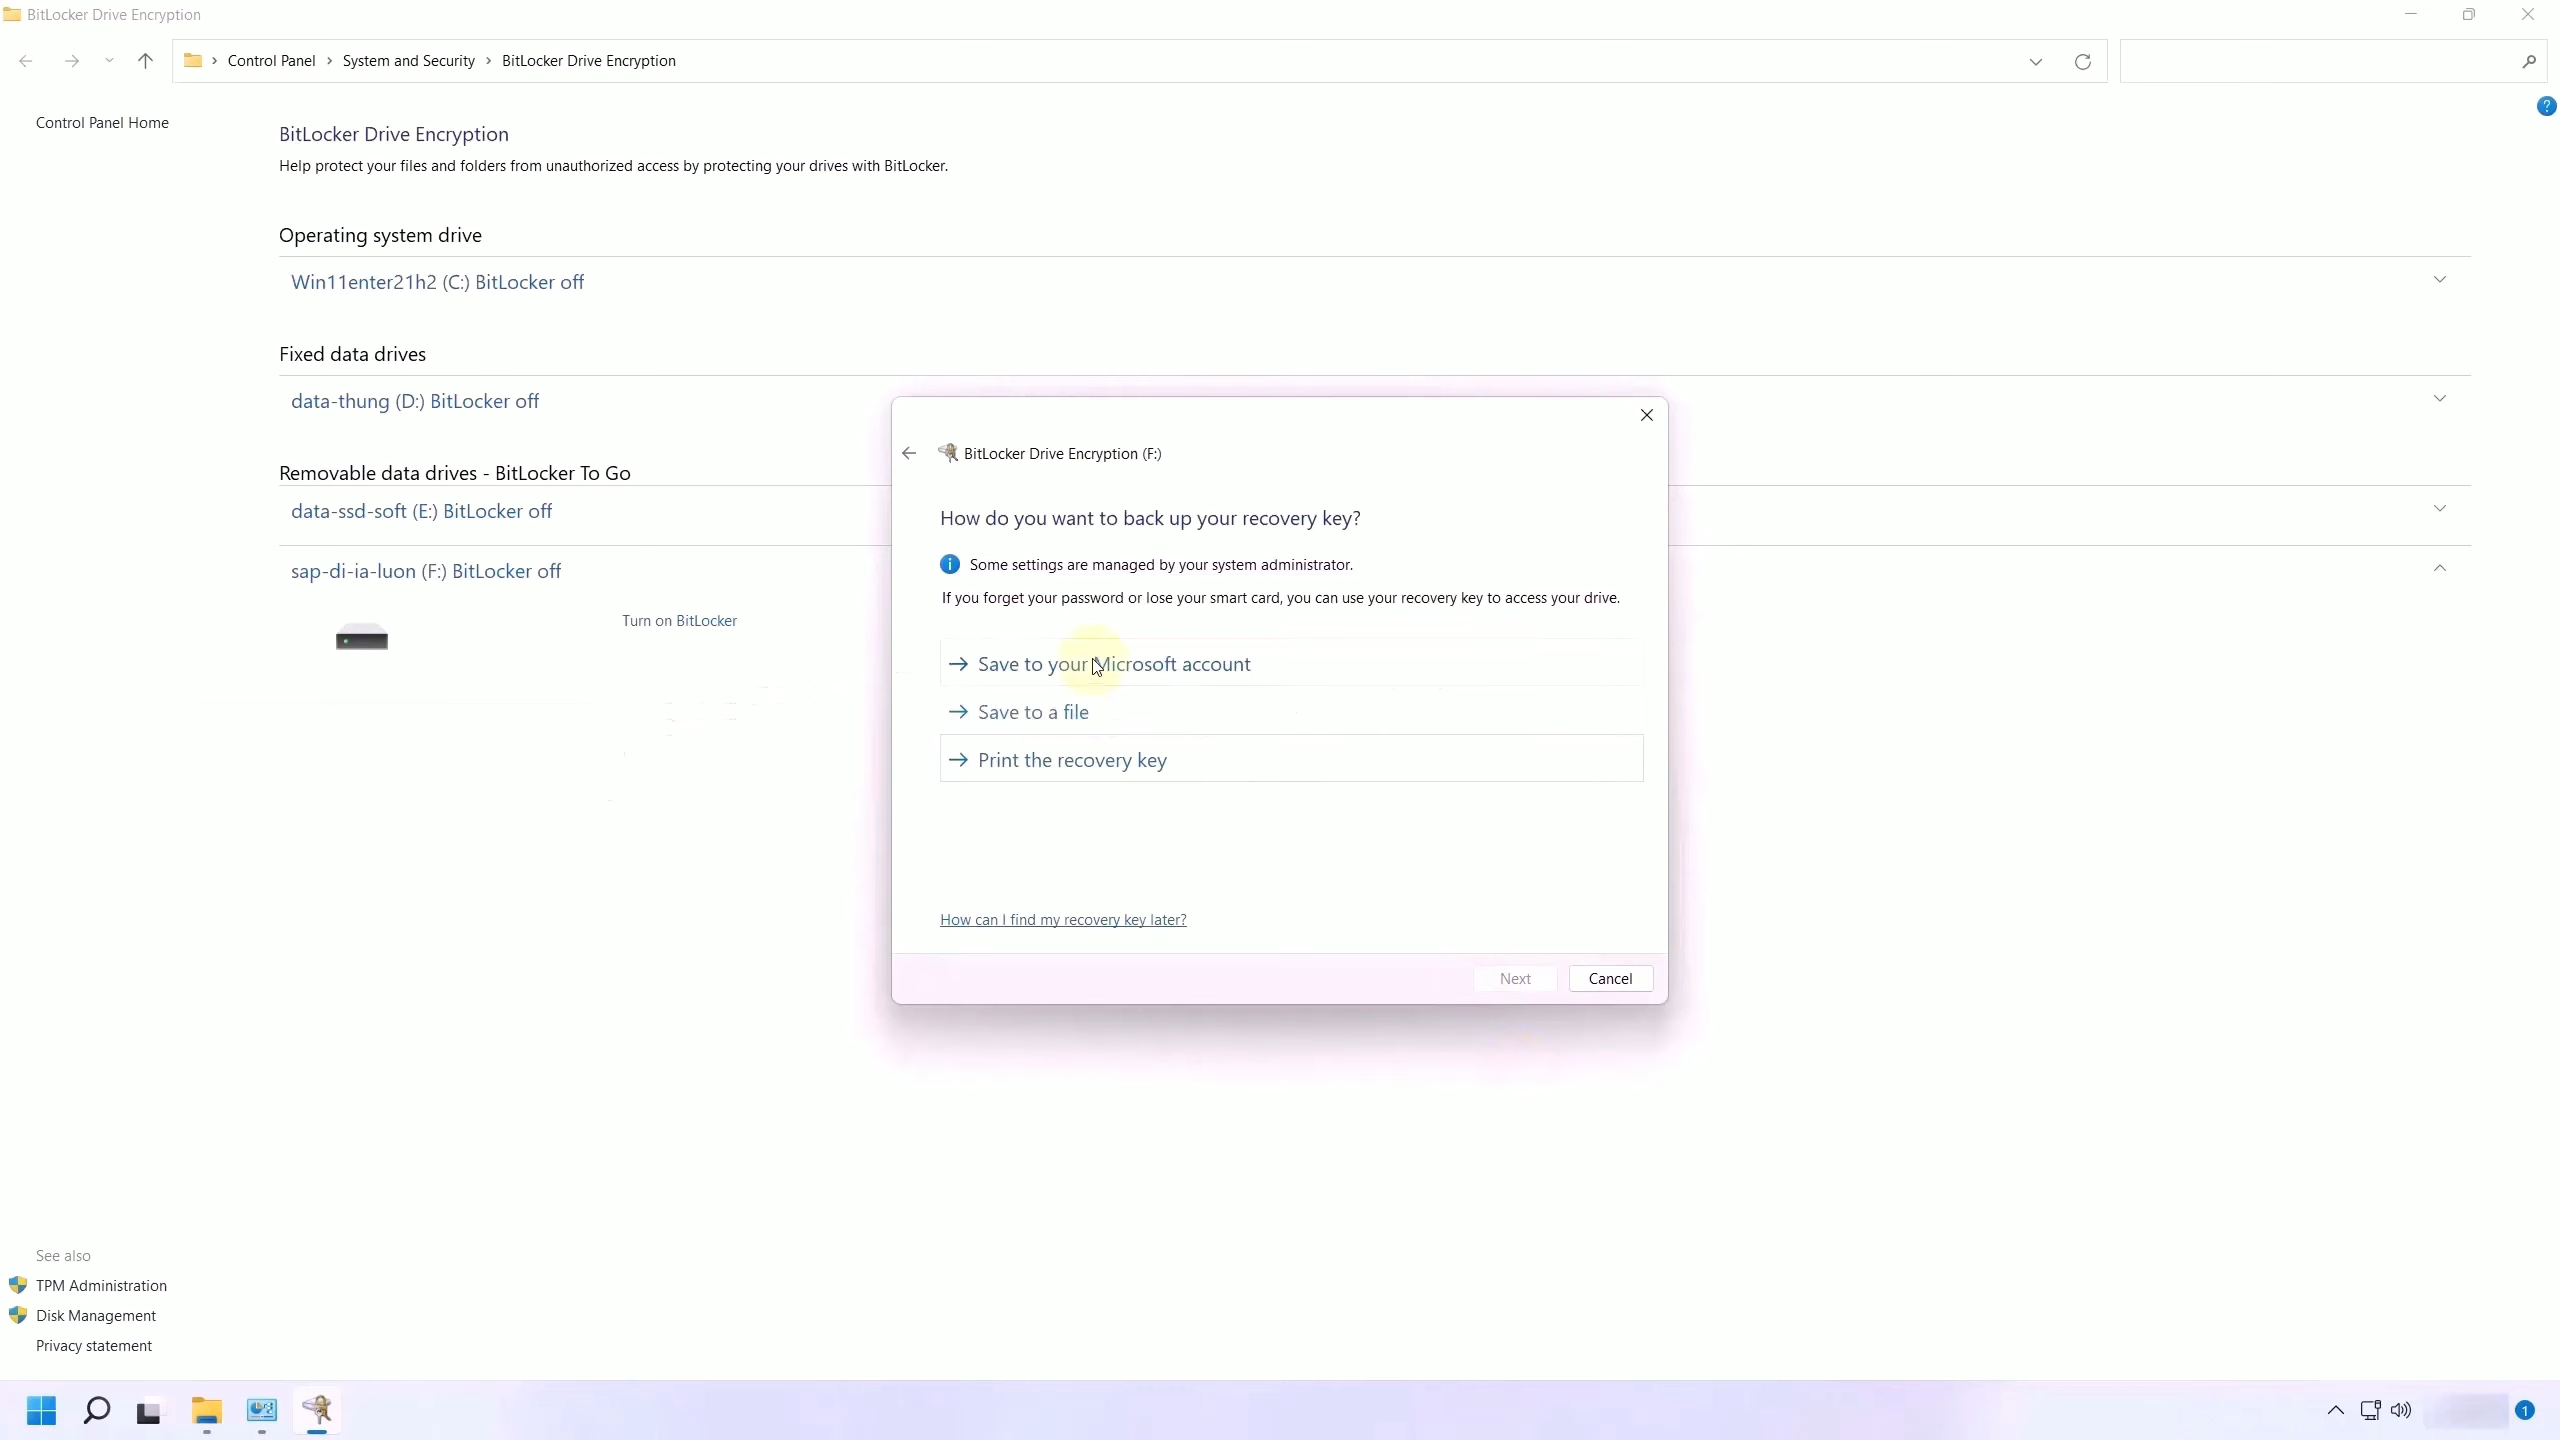 BitLocker Drive Encryption
Control Panel › System and Security › BitLocker Drive Encryption
Control Panel Home
BitLocker Drive Encryption
Help protect your files and folders from unauthorized access by protecting your drives with BitLocker.
Operating system drive
Win11enter21h2 (C:) BitLocker off
Fixed data drives
data-thung (D:) BitLocker off
Removable data drives - BitLocker To Go
data-ssd-soft (E:) BitLocker off
sap-di-ia-luon (F:) BitLocker off
Turn on BitLocker
BitLocker Drive Encryption (F:)
How do you want to back up your recovery key?
Some settings are managed by your system administrator.
If you forget your password or lose your smart card, you can use your recovery key to access your drive.
Save to your Microsoft account
Save to a file
Print the recovery key
How can I find my recovery key later?
Next
Cancel
See also
TPM Administration
Disk Management
Privacy statement
1